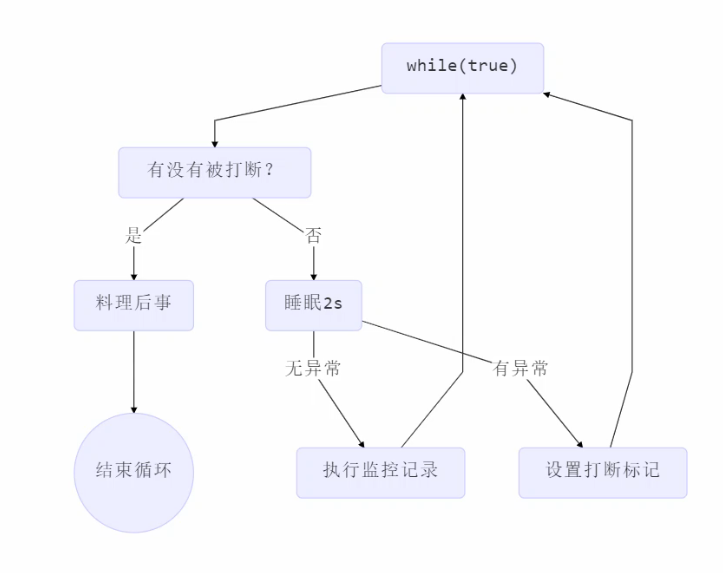 while(true)
有没有被打断？
是
否
料理后事
睡眠2s
无异常
有异常
结束循环
执行监控记录
设置打断标记